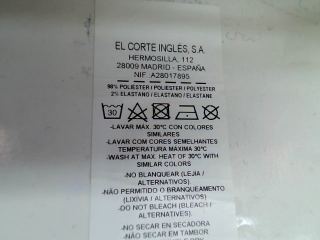 EL CORTE INGLÉS, S.A.
HERMOSILLA, 112
28009 MADRID - ESPAÑA
NIF. A28017895
98% POLIÉSTER / POLIESTER / POLYESTER
2% ELASTANO / ELASTANO / ELASTANE
30
-LAVAR MÁX. 30ºC CON COLORES
SIMILARES
-LAVAR COM CORES SEMELHANTES
TEMPERATURA MÁXIMA 30ºC
-WASH AT MAX. HEAT OF 30ºC WITH
SIMILAR COLORS
-NO BLANQUEAR (LEJIA /
ALTERNATIVOS).
-NÃO PERMITIDO O BRANQUEAMENTO
(LIXIVIA / ALTERNATIVOS)
-DO NOT BLEACH (BLEACH /
ALTERNATIVES).
-NO SECAR EN SECADORA
-NÃO SECAR EM TAMBOR